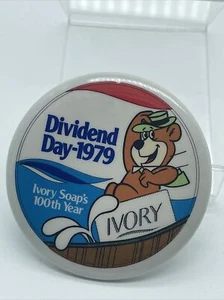 Dividend
Day-1979
Ivory Soap's
100th Year
IVORY